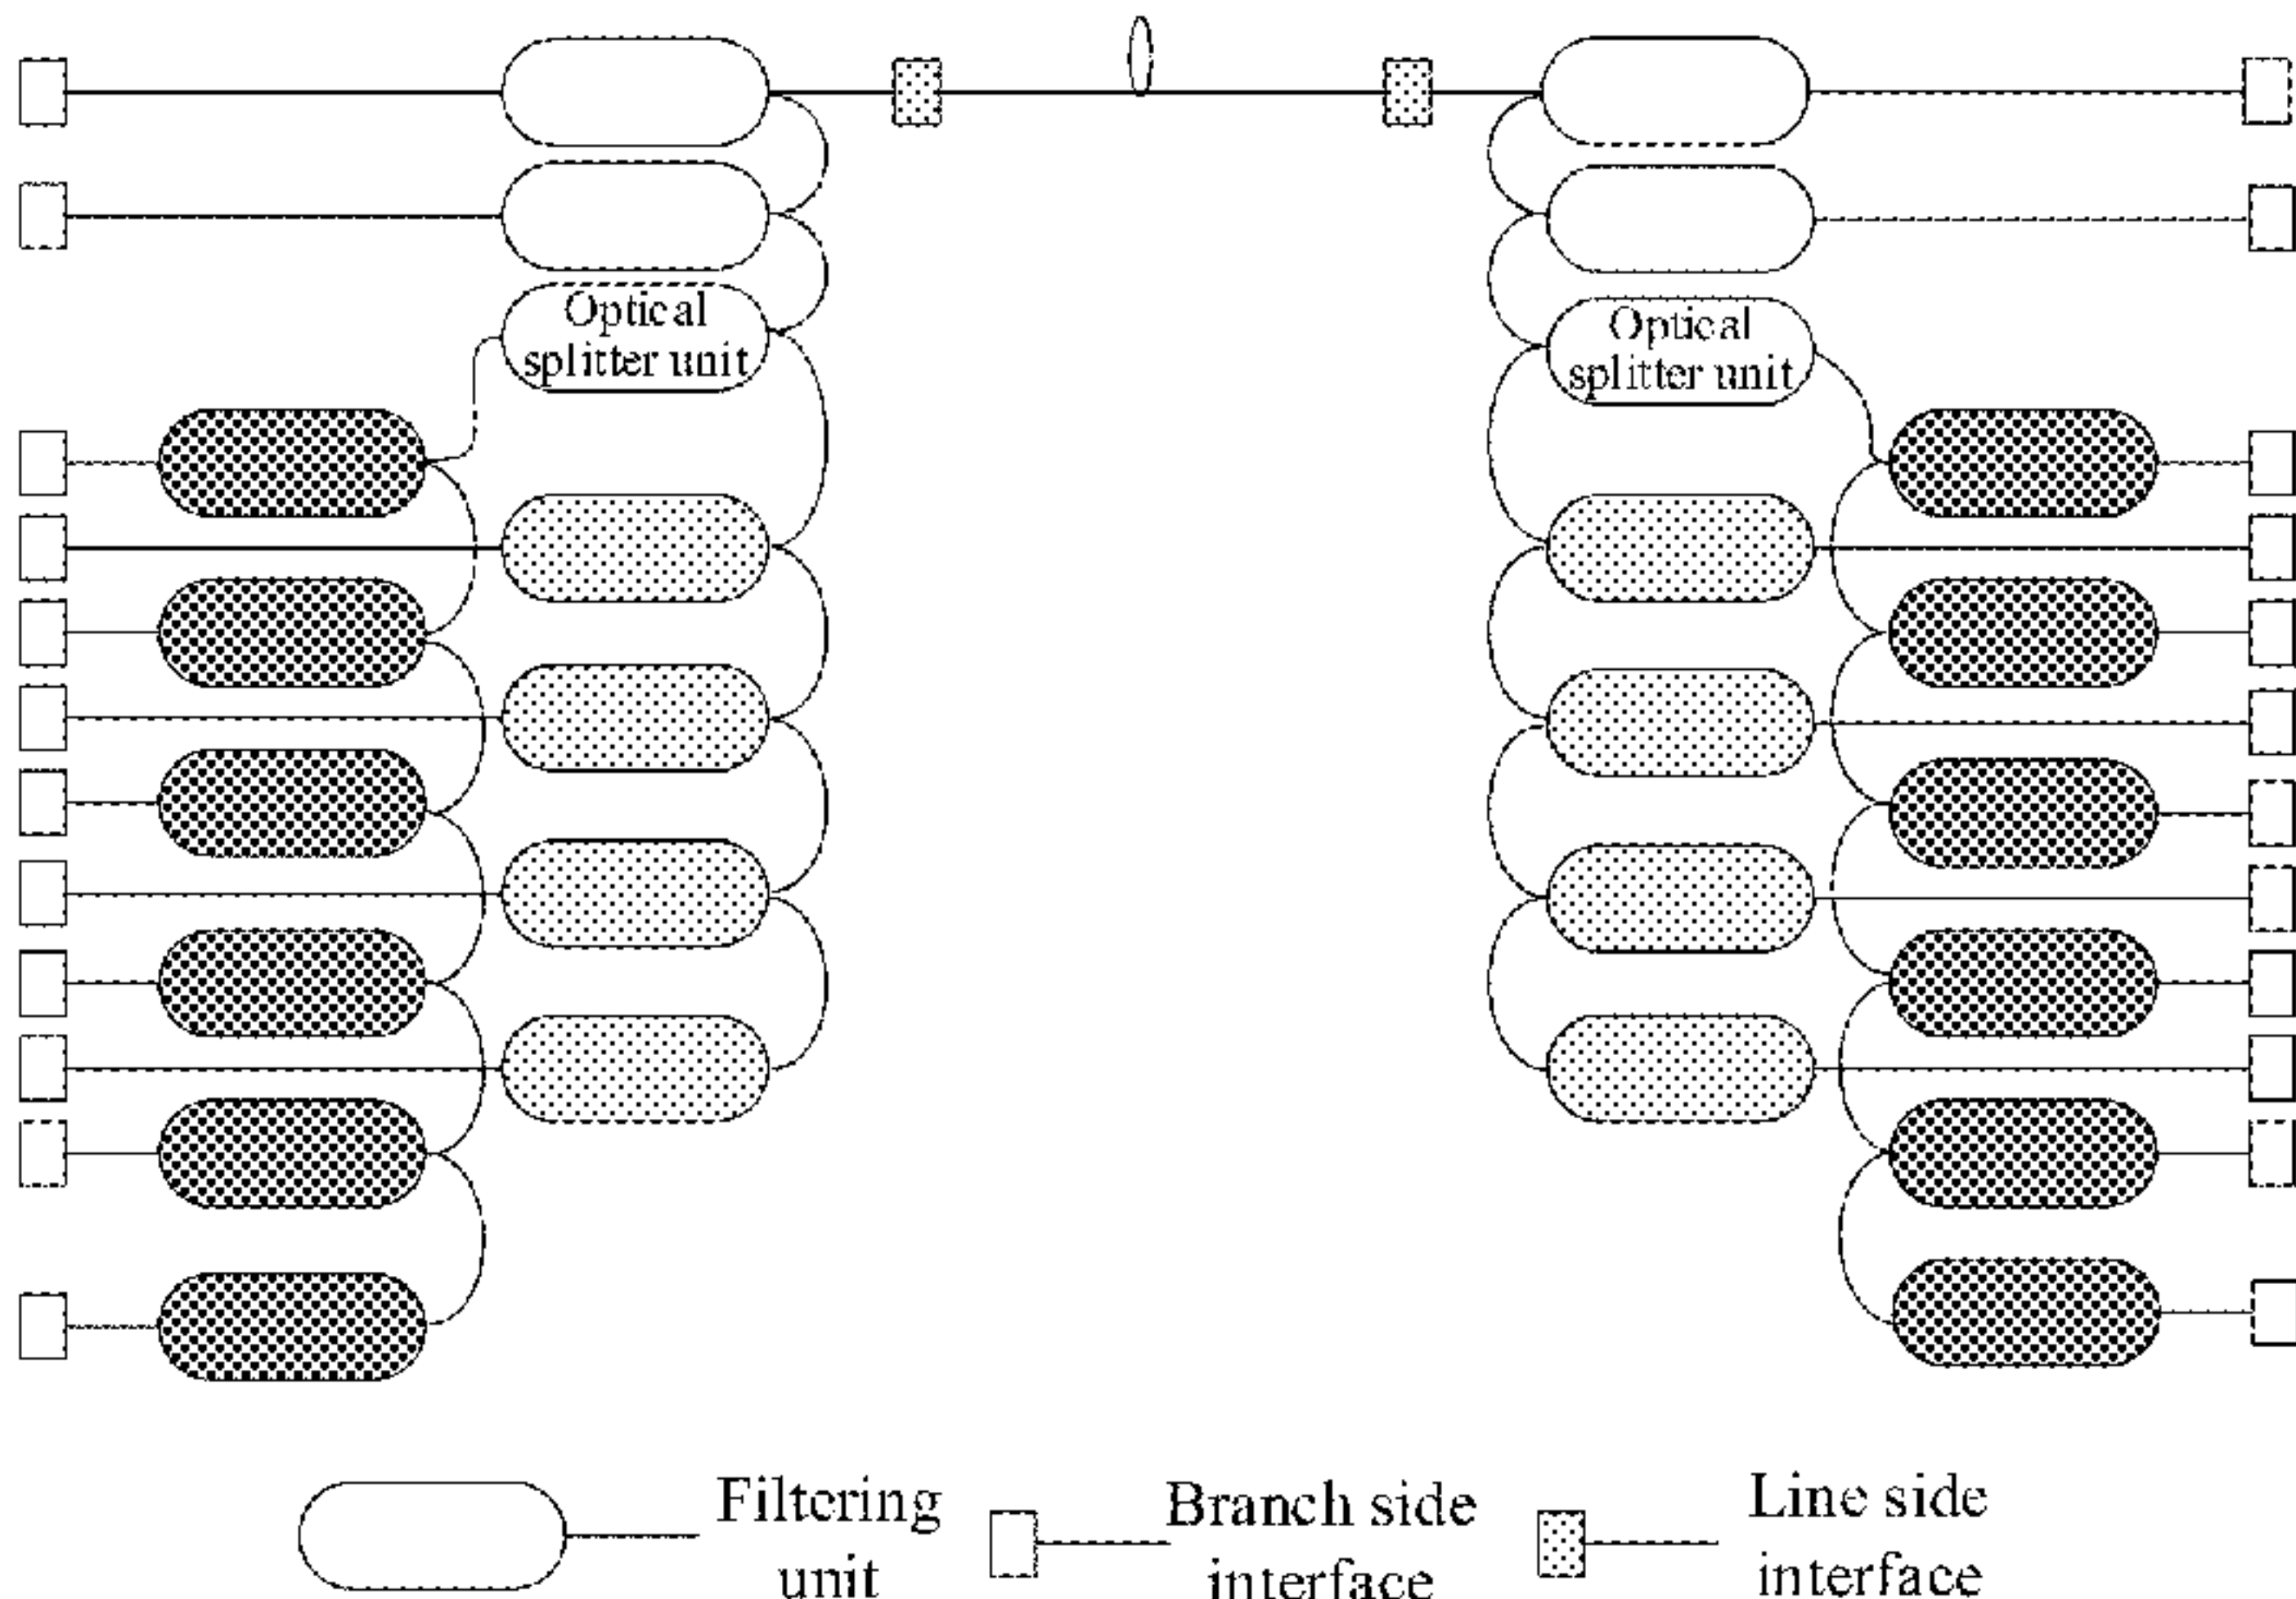 Optical
splitter unit
Optical
splitter unit
Filtering
unit
Branch side
interface
Line side
interface